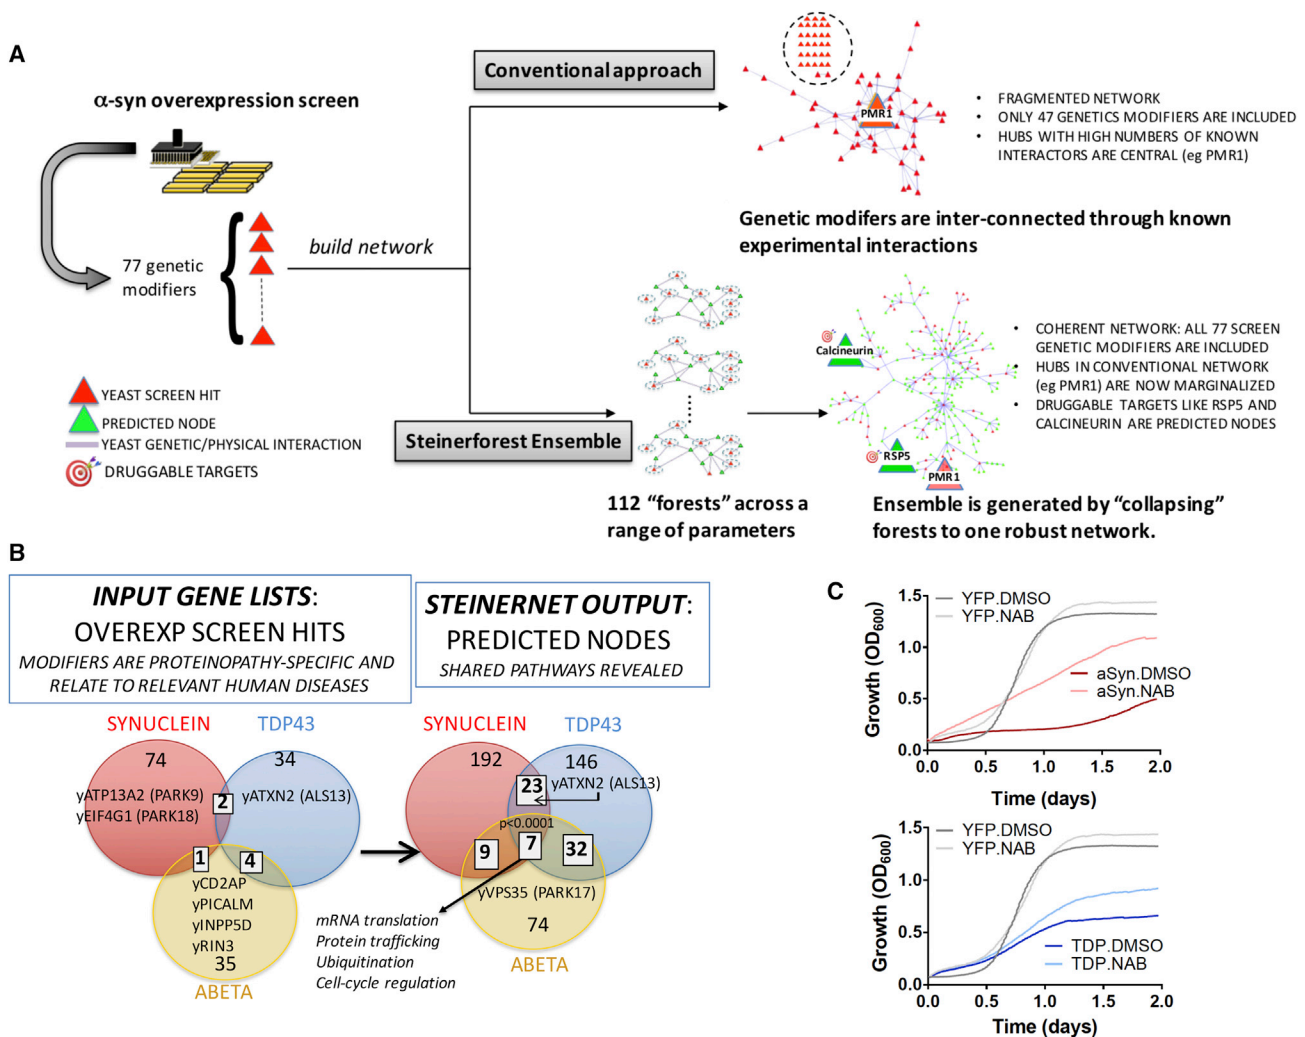 A
α-syn overexpression screen
77 genetic
modifiers
build network
Conventional approach
PMR1
• FRAGMENTED NETWORK
• ONLY 47 GENETICS MODIFIERS ARE INCLUDED
• HUBS WITH HIGH NUMBERS OF KNOWN
INTERACTORS ARE CENTRAL (eg PMR1)
Genetic modifers are inter-connected through known
experimental interactions
YEAST SCREEN HIT
PREDICTED NODE
YEAST GENETIC/PHYSICAL INTERACTION
DRUGGABLE TARGETS
Steinerforest Ensemble
112 “forests” across a
range of parameters
Calcineurin
RSP5
PMR1
• COHERENT NETWORK: ALL 77 SCREEN
GENETIC MODIFIERS ARE INCLUDED
• HUBS IN CONVENTIONAL NETWORK
(eg PMR1) ARE NOW MARGINALIZED
• DRUGGABLE TARGETS LIKE RSP5 AND
CALCINEURIN ARE PREDICTED NODES
Ensemble is generated by “collapsing”
forests to one robust network.
B
INPUT GENE LISTS:
OVEREXP SCREEN HITS
MODIFIERS ARE PROTEINOPATHY-SPECIFIC AND
RELATE TO RELEVANT HUMAN DISEASES
STEINERNET OUTPUT:
PREDICTED NODES
SHARED PATHWAYS REVEALED
SYNUCLEIN
TDP43
74
34
yATP13A2 (PARK9)
yEIF4G1 (PARK18)
2
yATXN2 (ALS13)
1
4
yCD2AP
yPICALM
yINPP5D
yRIN3
35
ABETA
SYNUCLEIN
TDP43
192
146
23
yATXN2 (ALS13)
p<0.0001
9
7
32
yVPS35 (PARK17)
74
ABETA
mRNA translation
Protein trafficking
Ubiquitination
Cell-cycle regulation
C
Growth (OD600)
1.5
1.0
0.5
0.0
YFP.DMSO
YFP.NAB
aSyn.DMSO
aSyn.NAB
0.0 0.5 1.0 1.5 2.0
Time (days)
Growth (OD600)
1.5
1.0
0.5
0.0
YFP.DMSO
YFP.NAB
TDP.DMSO
TDP.NAB
0.0 0.5 1.0 1.5 2.0
Time (days)